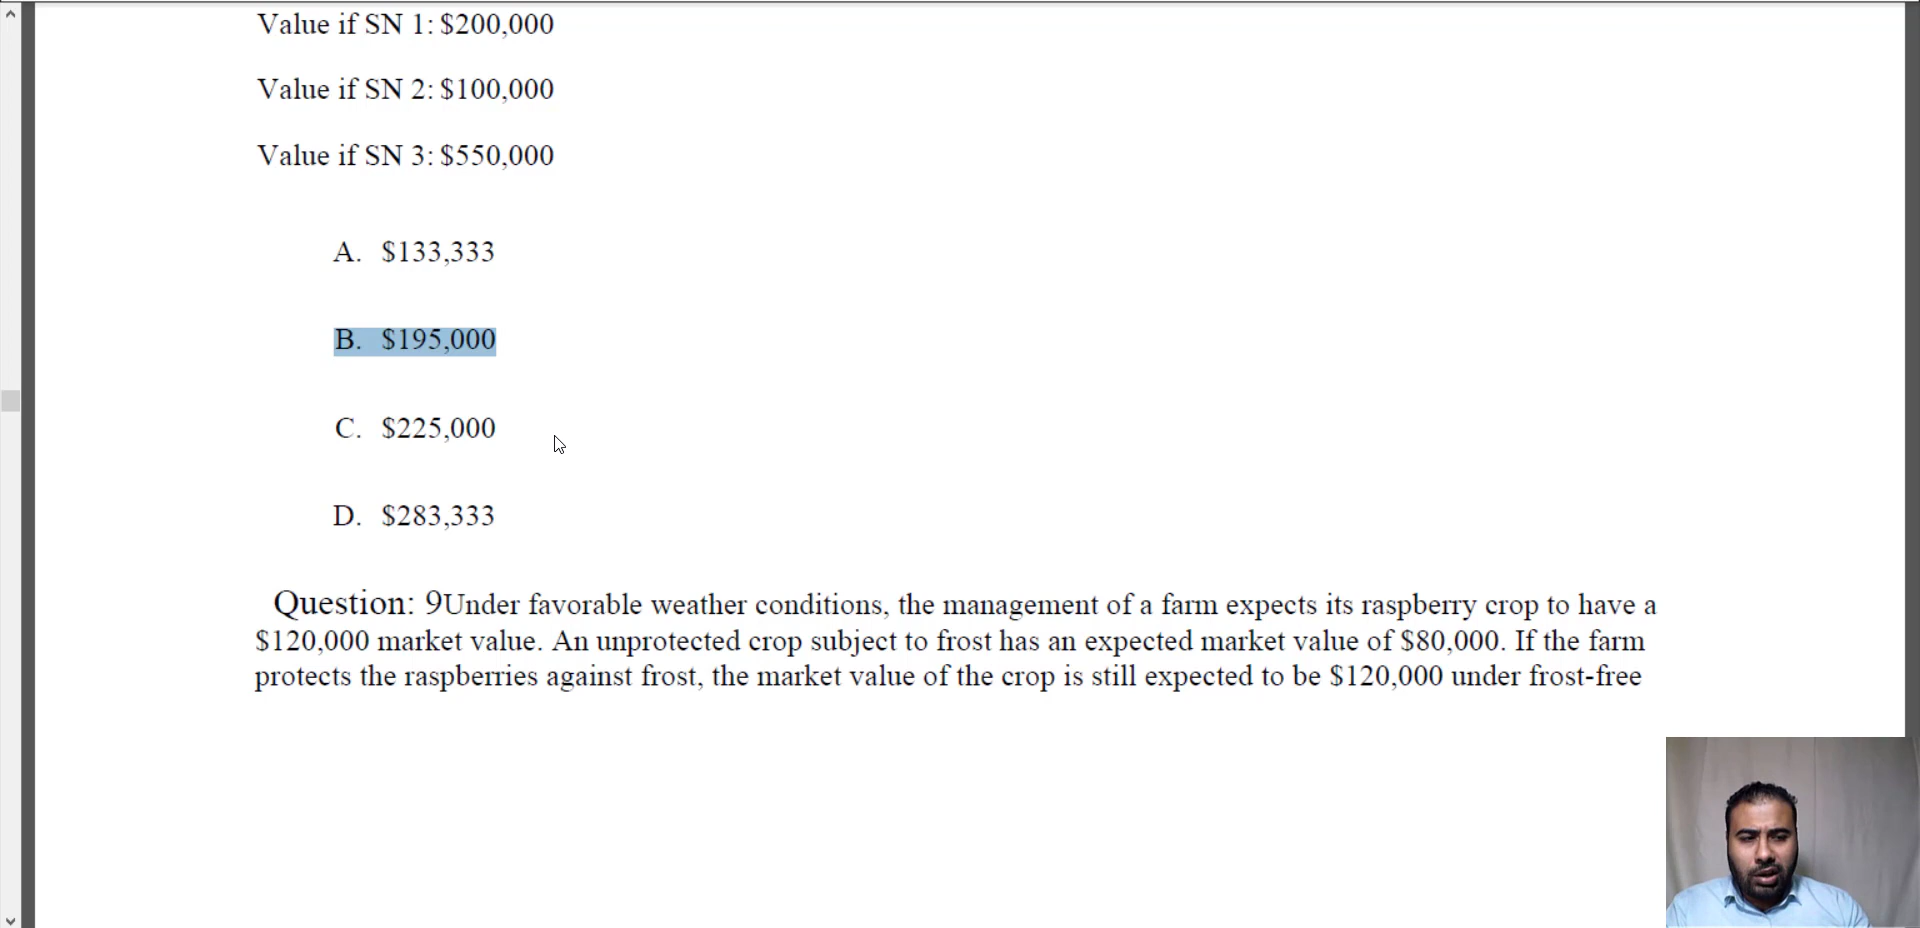 Value if SN 1: $200,000
Value if SN 2: $100,000
Value if SN 3: $550,000
A. $133,333
B. $195,000
C. $225,000
D. $283,333
Question: 9Under favorable weather conditions, the management of a farm expects its raspberry crop to have a
$120,000 market value. An unprotected crop subject to frost has an expected market value of $80,000. If the farm
protects the raspberries against frost, the market value of the crop is still expected to be $120,000 under frost-free